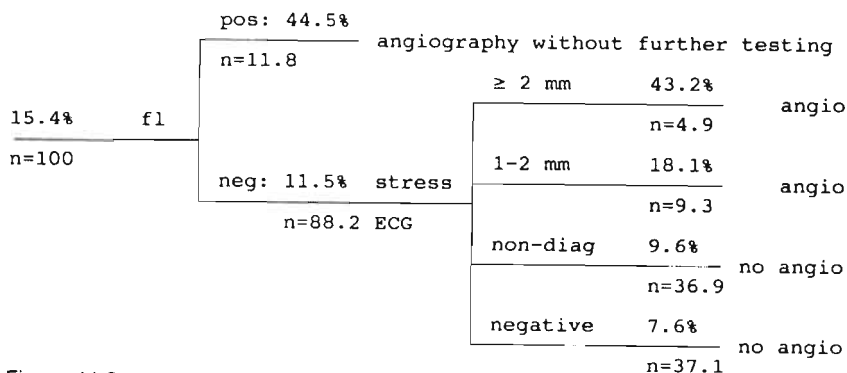 pos: 44.5%
angiography without further testing
n=11.8
≥ 2 mm 43.2%
angio
15.4% fl
n=4.9
n=100
1-2 mm 18.1%
neg: 11.5% stress
angio
n=9.3
n=88.2 ECG
non-diag 9.6%
no angio
n=36.9
negative 7.6%
no angio
n=37.1